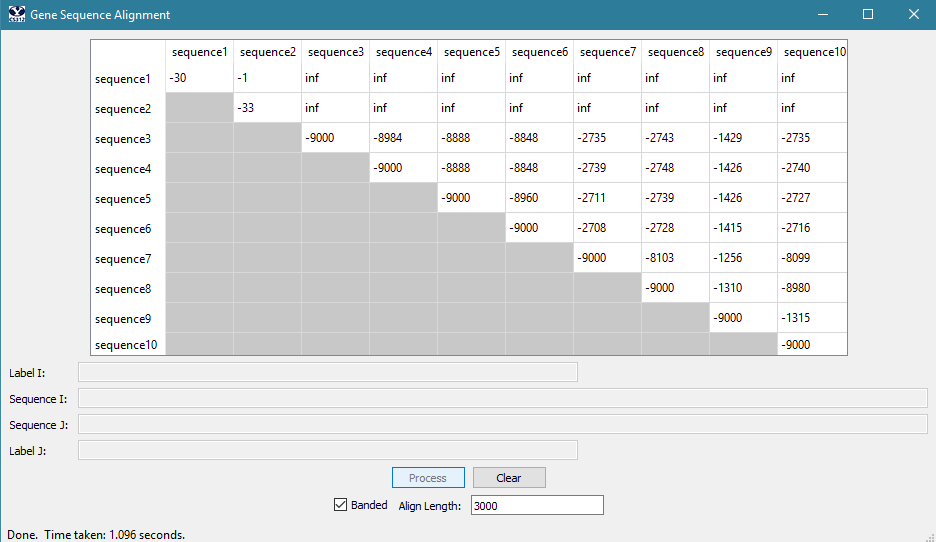 Gene Sequence Alignment
sequence1 sequence2 sequence3 sequence4 sequence5 sequence6 sequence7 sequence8 sequence9 sequence10
sequence1 -30 -1 inf inf inf inf inf inf inf inf
sequence2 -33 inf inf inf inf inf inf inf inf
sequence3 -9000 -8984 -8888 -8848 -2735 -2743 -1429 -2735
sequence4 -9000 -8888 -8848 -2739 -2748 -1426 -2740
sequence5 -9000 -8960 -2711 -2739 -1426 -2727
sequence6 -9000 -2708 -2728 -1415 -2716
sequence7 -9000 -8103 -1256 -8099
sequence8 -9000 -1310 -8980
sequence9 -9000 -1315
sequence10 -9000
Label I:
Sequence I:
Sequence J:
Label J:
Process Clear
Banded Align Length: 3000
Done. Time taken: 1.096 seconds.